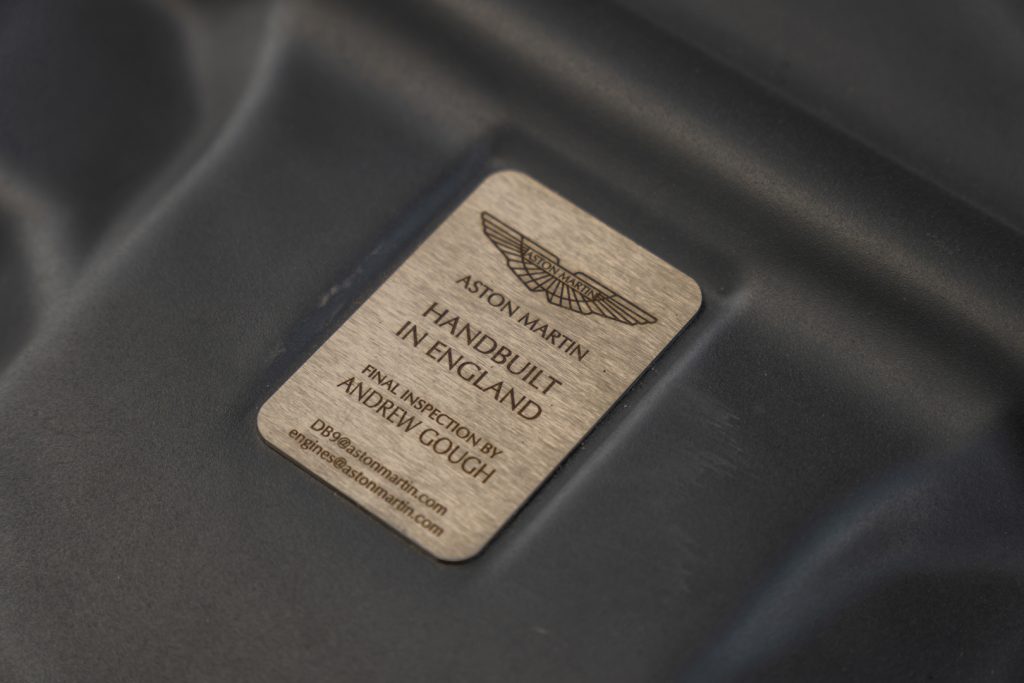 ASTON MARTIN
ASTON MARTIN
HANDBUILT
IN ENGLAND
FINAL INSPECTION BY
ANDREW GOUGH
DB9@astonmartin.com
engines@astonmartin.com